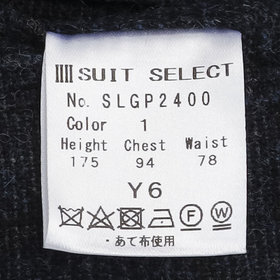 SUIT SELECT
No. SLGP2400
Color 1
Height Chest Waist
175 94 78
Y6
F W
・あて布使用